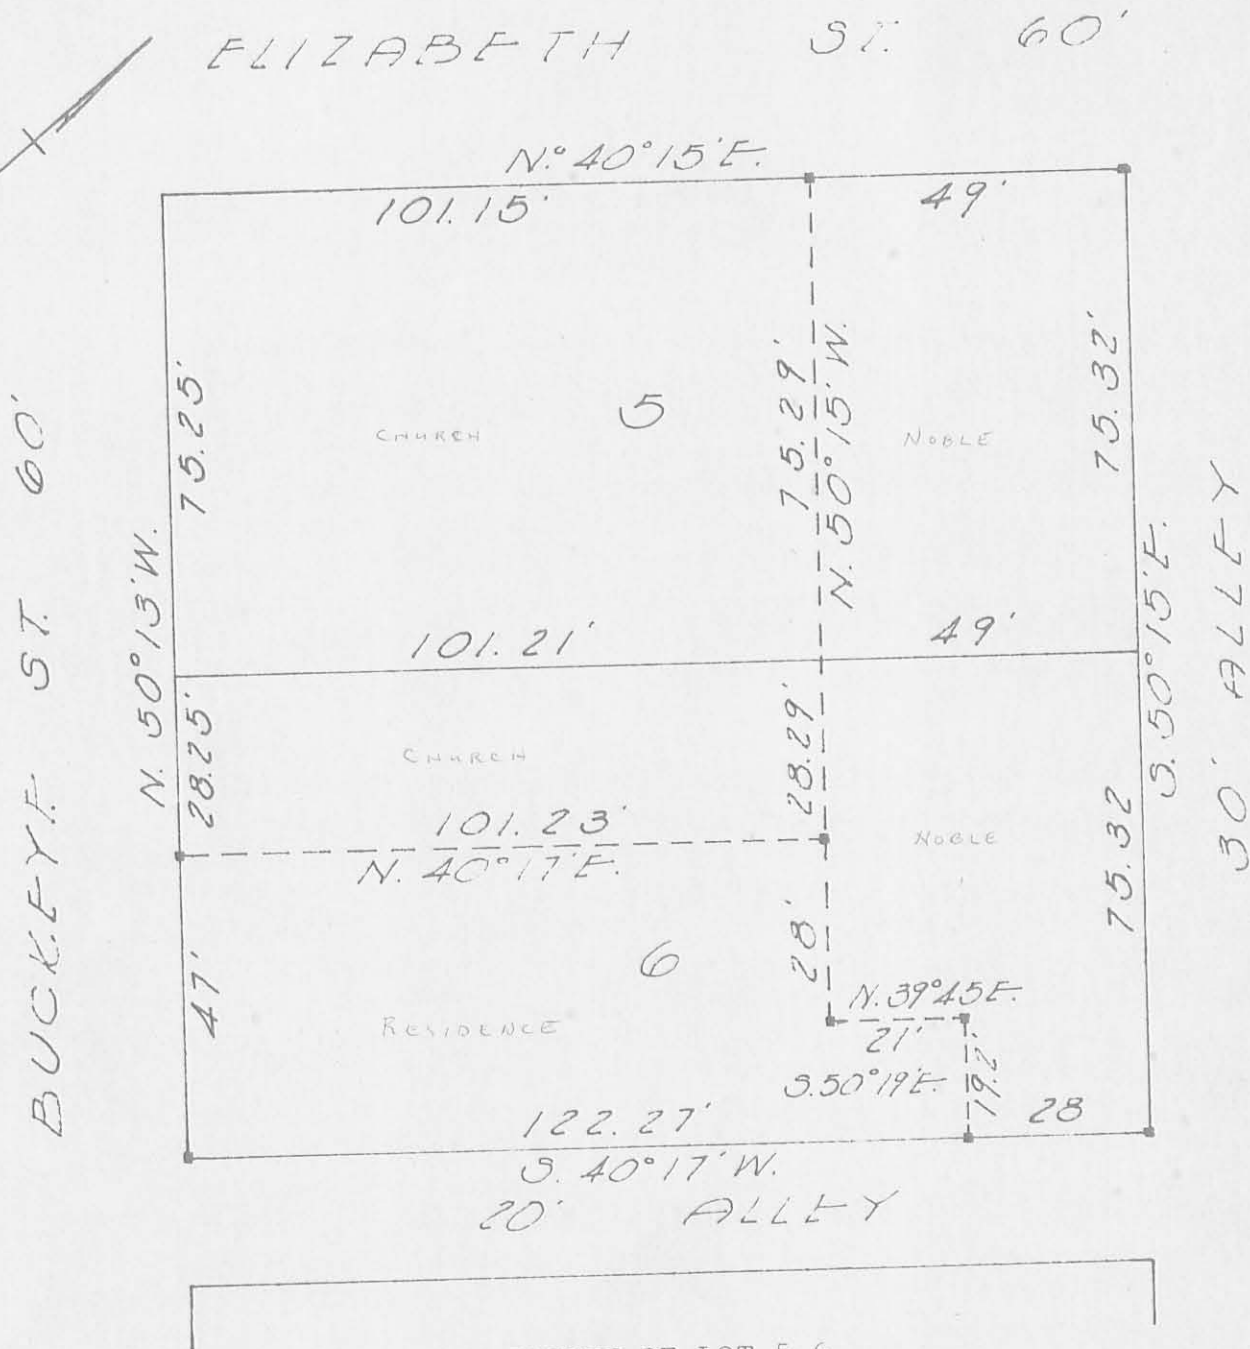 ELIZABETH ST. 60'
N.° 40°15'E.
101.15'
49'
75.25'
CHURCH
5
75.29'
N. 50°15' W.
NOBLE
75.32'
BUCKEYE ST. 60'
N. 50°13' W.
101.21'
49'
S. 50°15' E.
30' ALLEY
28.25'
CHURCH
28.29'
101.23'
N. 40°17' E.
NOBLE
75.32
47'
6
28'
RESIDENCE
N. 39°45 E.
21'
S. 50°19' E.
19.2'
28
122.27'
S. 40°17' W.
20' ALLEY